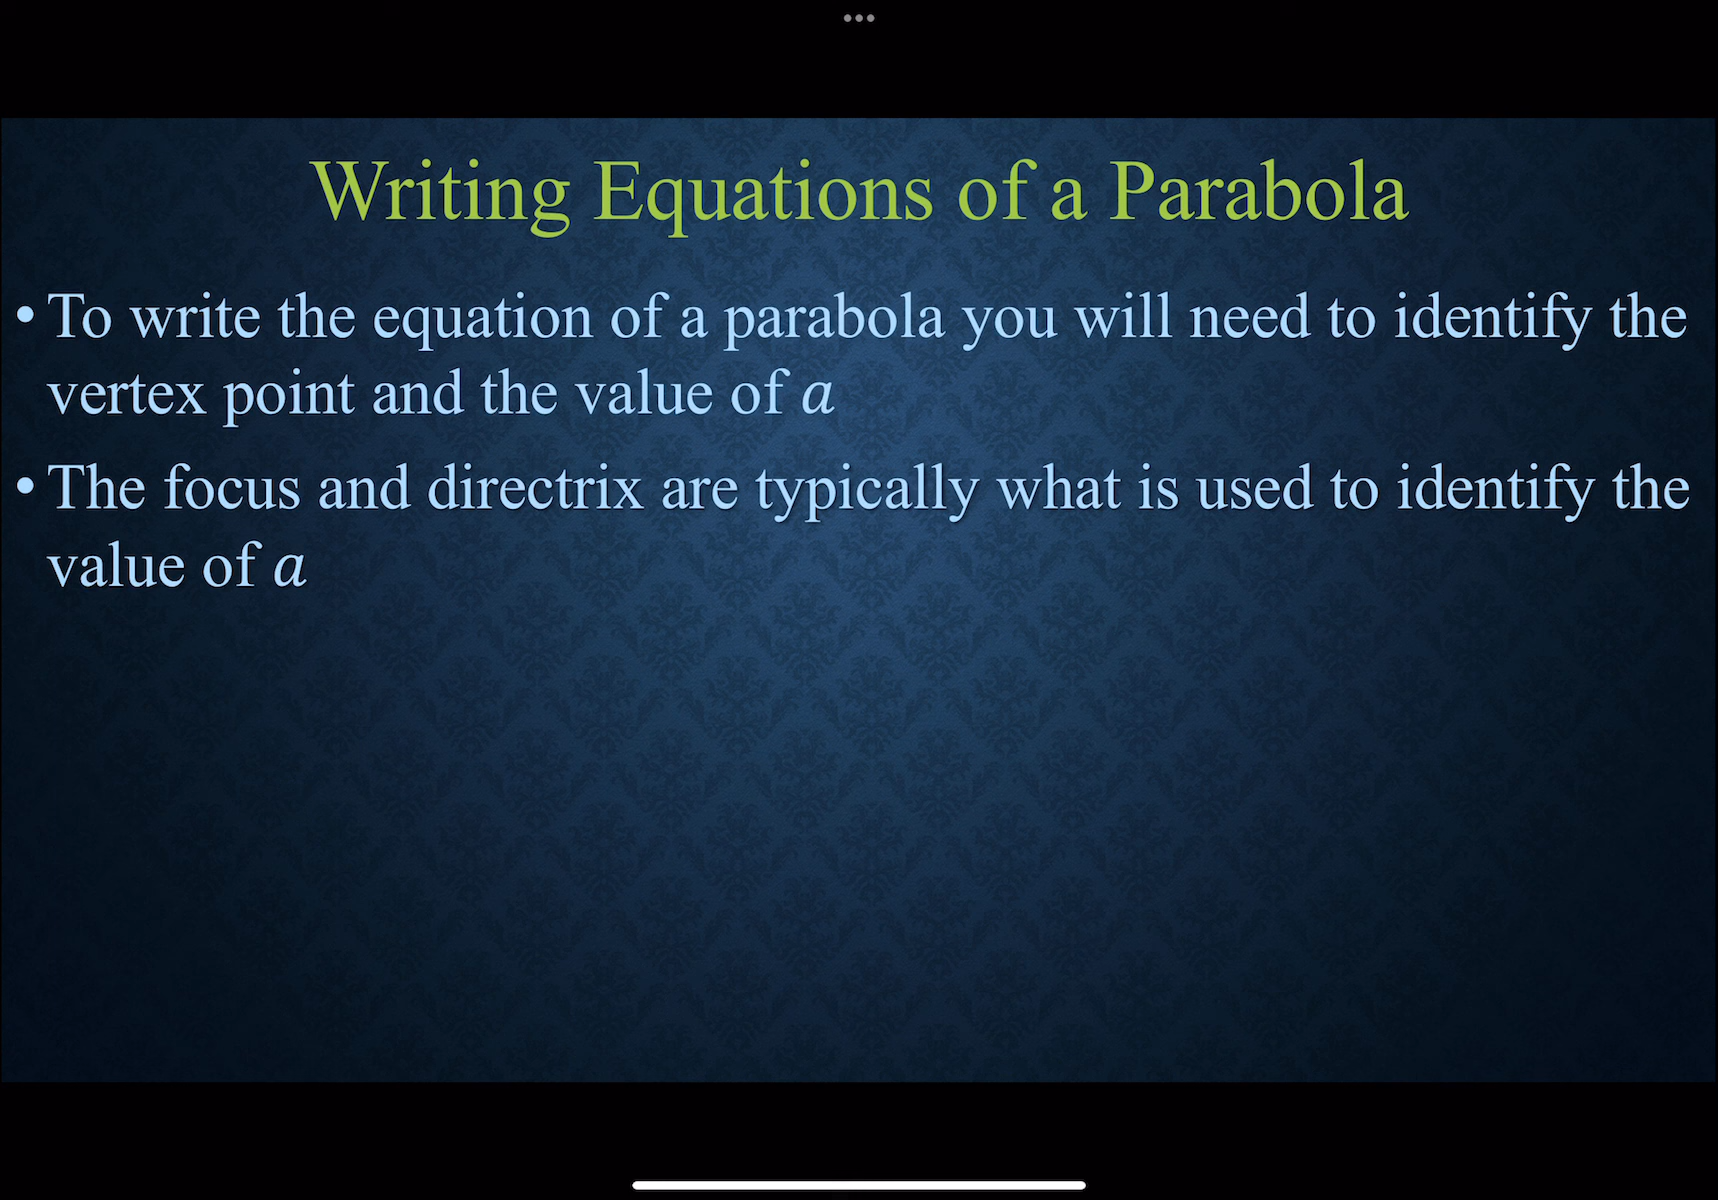 Writing Equations of a Parabola
• To write the equation of a parabola you will need to identify the
vertex point and the value of a
• The focus and directrix are typically what is used to identify the
value of a